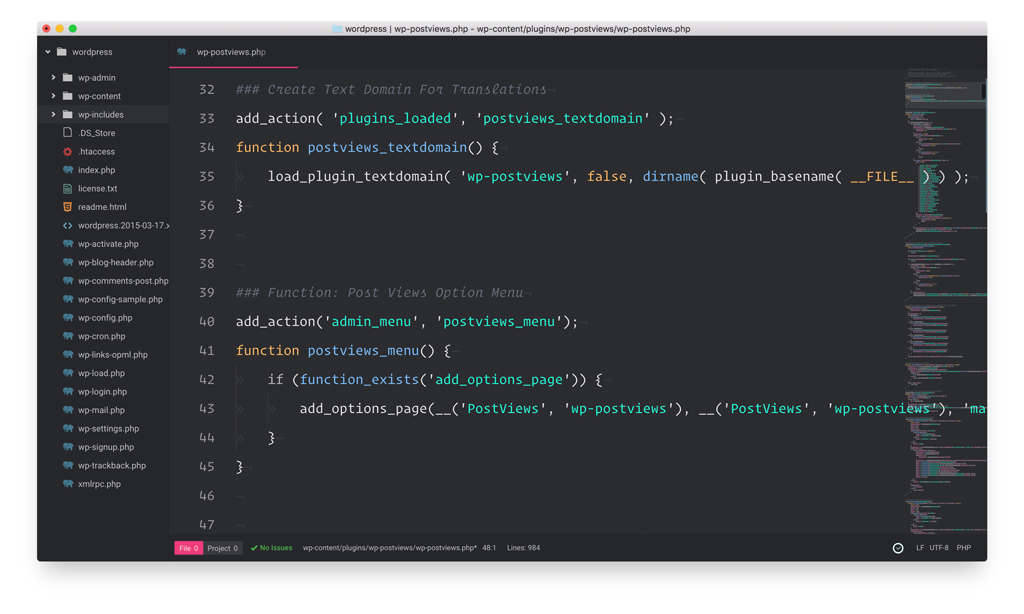 wordpress | wp-postviews.php - wp-content/plugins/wp-postviews/wp-postviews.php
wordpress
wp-admin
wp-content
wp-includes
.DS_Store
.htaccess
index.php
license.txt
readme.html
wordpress.2015-03-17.x
wp-activate.php
wp-blog-header.php
wp-comments-post.php
wp-config-sample.php
wp-config.php
wp-cron.php
wp-links-opml.php
wp-load.php
wp-login.php
wp-mail.php
wp-settings.php
wp-signup.php
wp-trackback.php
xmlrpc.php
wp-postviews.php
32 ### Create Text Domain For Translations
33 add_action( 'plugins_loaded', 'postviews_textdomain' );
34 function postviews_textdomain() {
35 load_plugin_textdomain( 'wp-postviews', false, dirname( plugin_basename( __FILE__ ) ) );
36 }
37
38
39 ### Function: Post Views Option Menu
40 add_action('admin_menu', 'postviews_menu');
41 function postviews_menu() {
42 if (function_exists('add_options_page')) {
43 add_options_page(__('PostViews', 'wp-postviews'), __('PostViews', 'wp-postviews'), 'ma
44 }
45 }
46
47
File 0 Project 0 No Issues wp-content/plugins/wp-postviews/wp-postviews.php* 48:1 Lines: 984 LF UTF-8 PHP